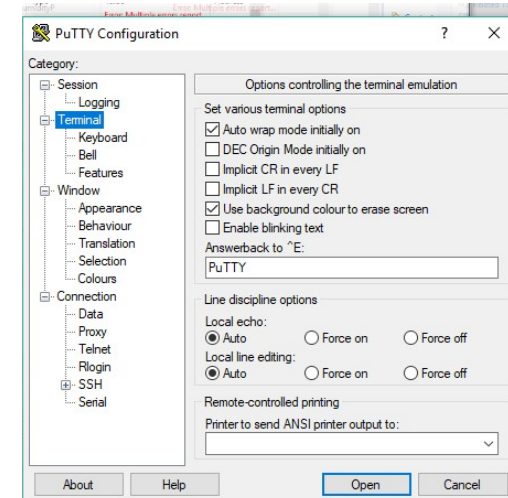 Error: Multiple errors report...
PuTTY Configuration
?
Category:
Session
Logging
Terminal
Keyboard
Bell
Features
Window
Appearance
Behaviour
Translation
Selection
Colours
Connection
Data
Proxy
Telnet
Rlogin
SSH
Serial
Options controlling the terminal emulation
Set various terminal options
Auto wrap mode initially on
DEC Origin Mode initially on
Implicit CR in every LF
Implicit LF in every CR
Use background colour to erase screen
Enable blinking text
Answerback to ^E:
PuTTY
Line discipline options
Local echo:
Auto Force on Force off
Local line editing:
Auto Force on Force off
Remote-controlled printing
Printer to send ANSI printer output to:
About Help Open Cancel